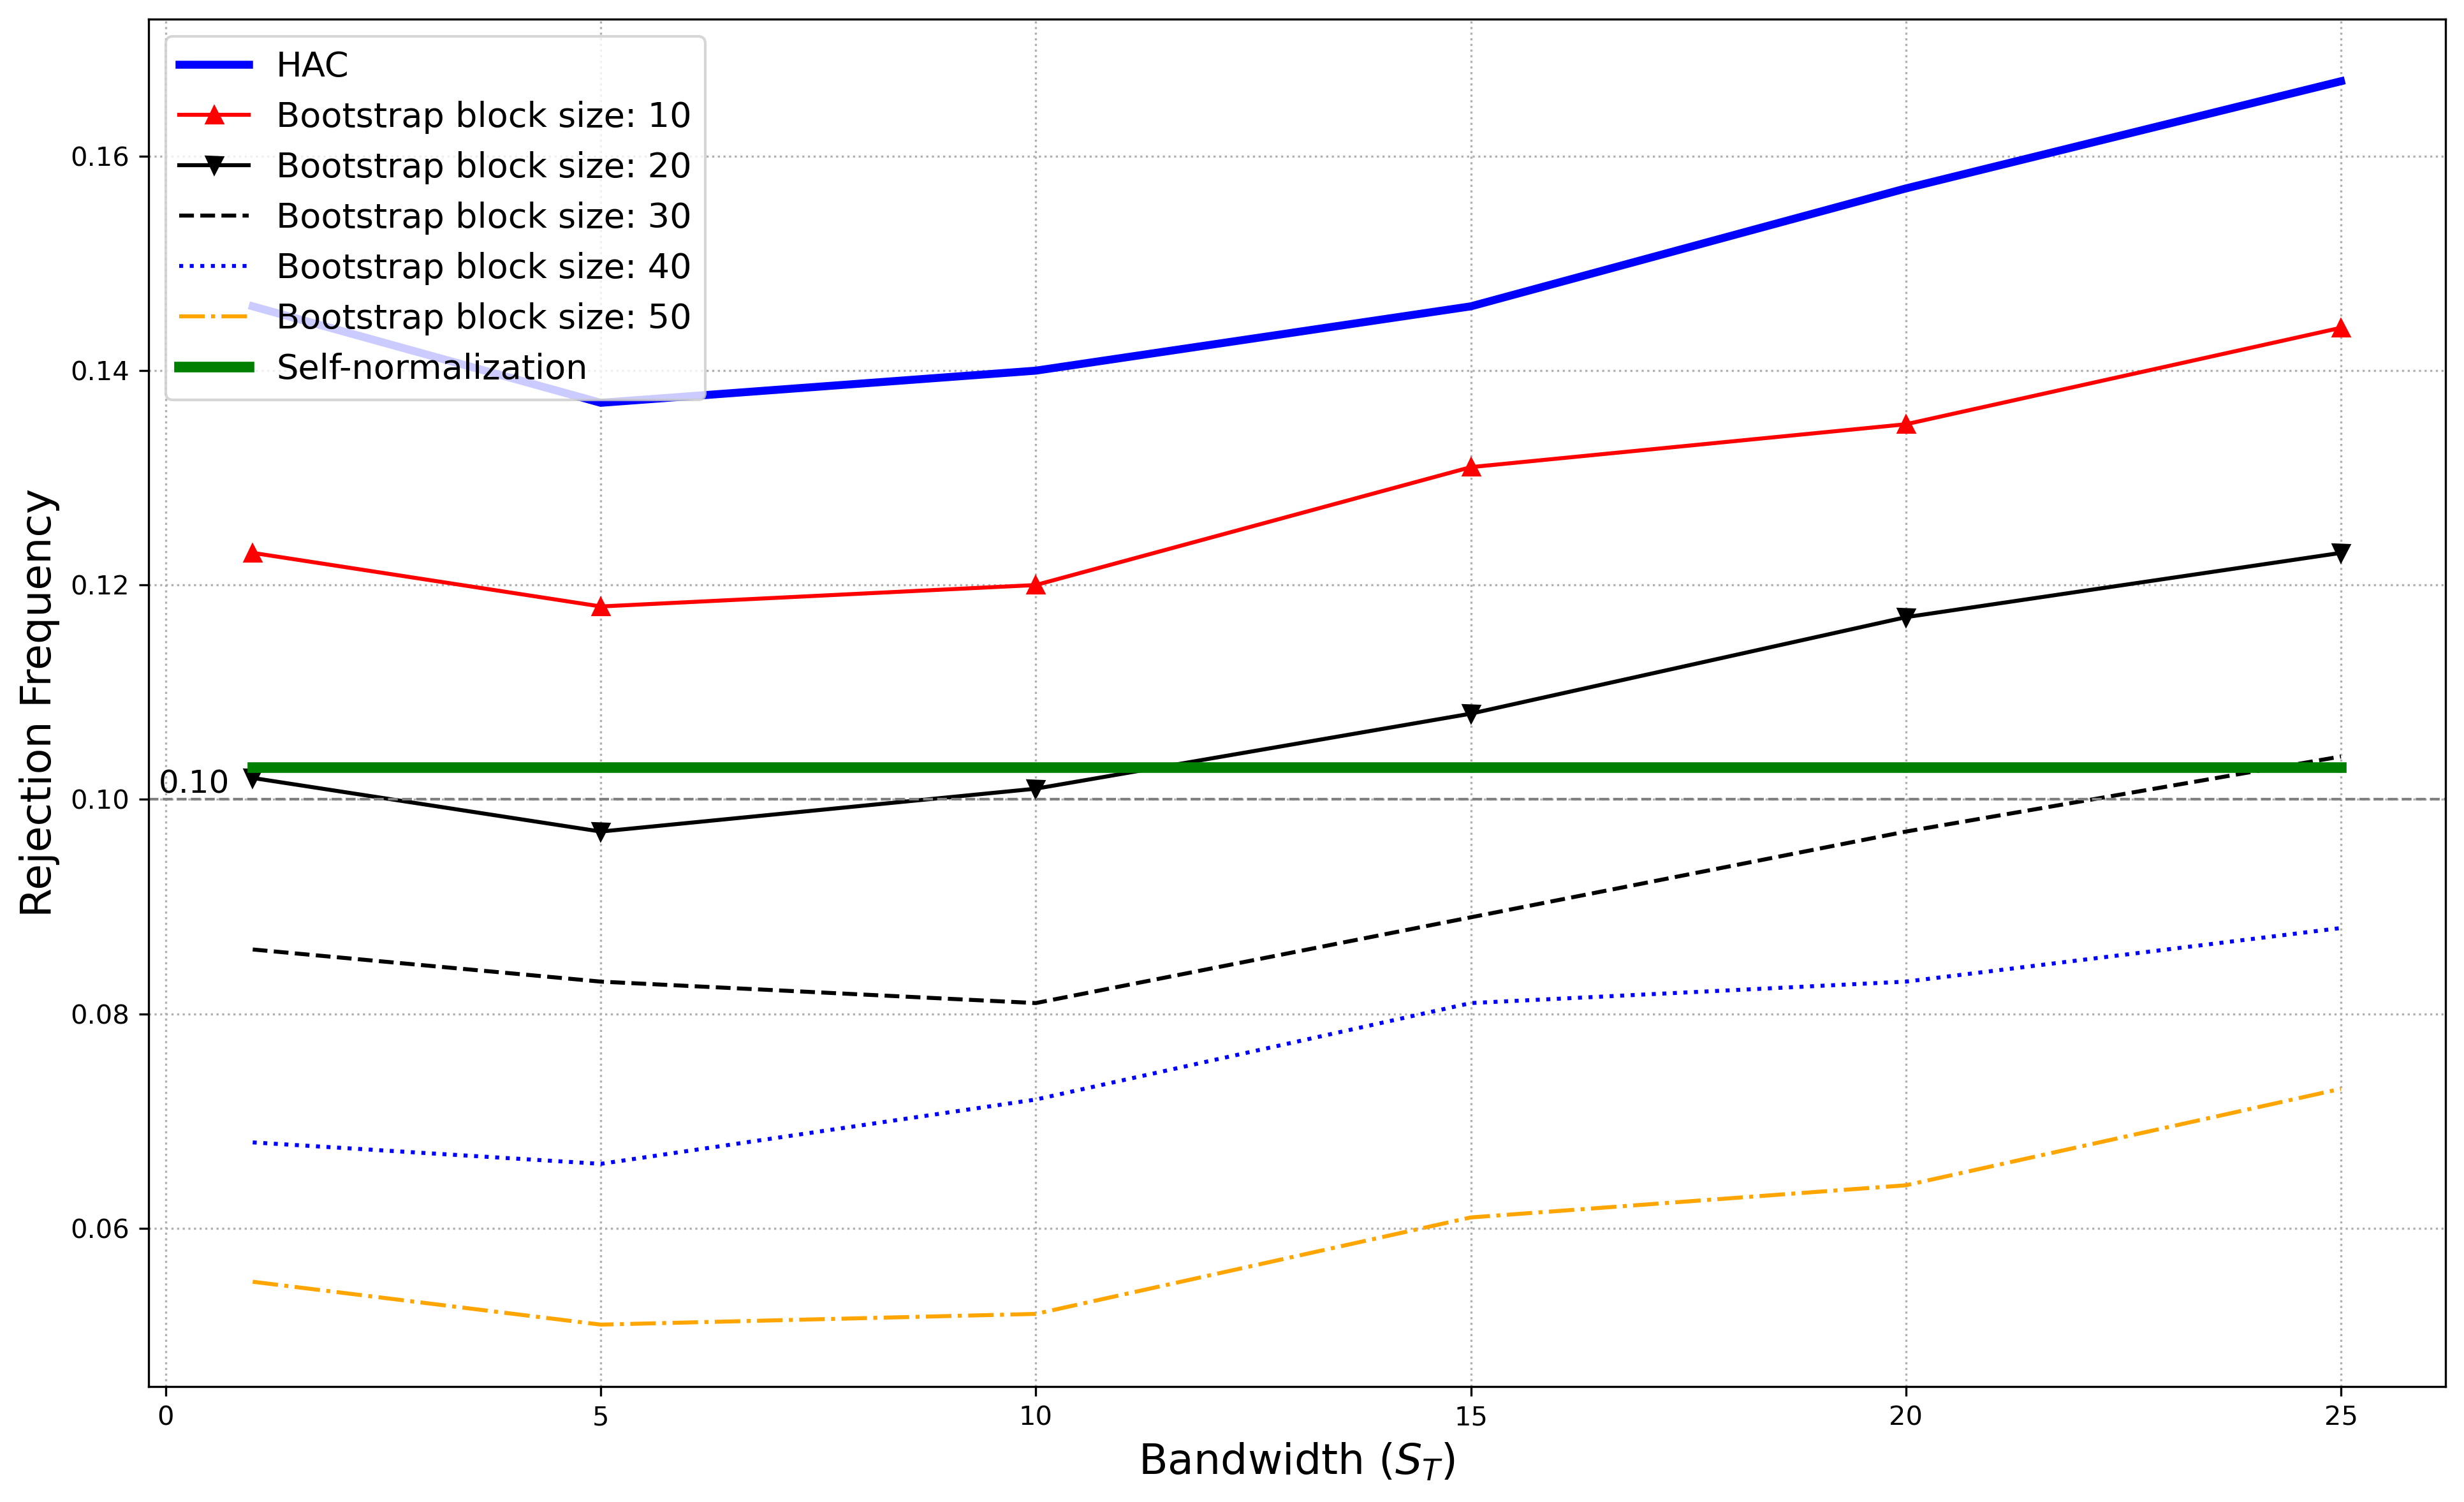 HAC
Bootstrap block size: 10
Bootstrap block size: 20
Bootstrap block size: 30
Bootstrap block size: 40
Bootstrap block size: 50
Self-normalization
Rejection Frequency
0.16
0.14
0.12
0.10
0.10
0.08
0.06
0 5 10 15 20 25
Bandwidth (S_T)